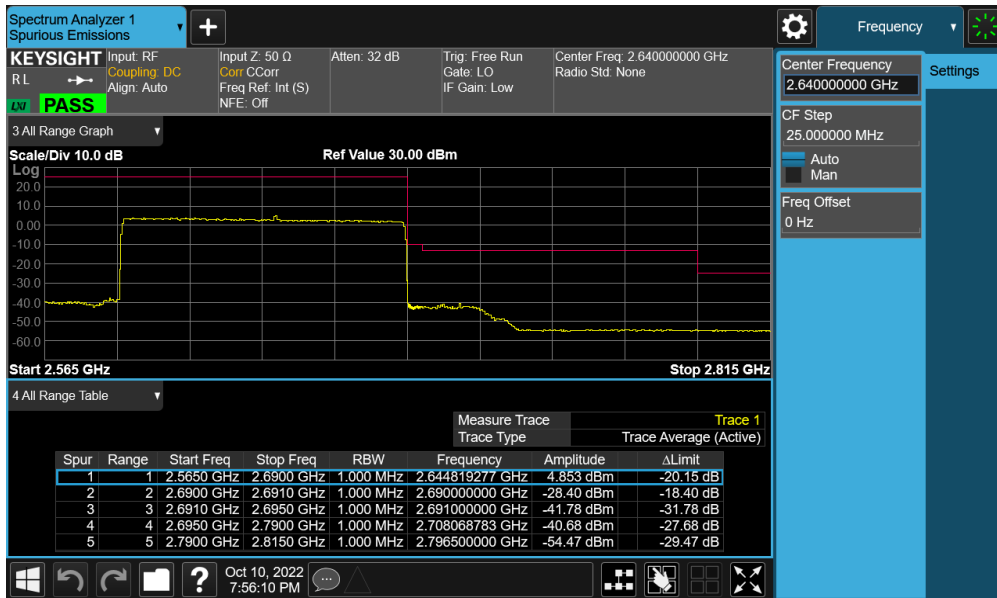 Spectrum Analyzer 1
Spurious Emissions
Frequency
KEYSIGHT
R L
LXI
PASS
Input: RF
Coupling: DC
Align: Auto
Input Z: 50 Ω
Corr CCorr
Freq Ref: Int (S)
NFE: Off
Atten: 32 dB
Trig: Free Run
Gate: LO
IF Gain: Low
Center Freq: 2.640000000 GHz
Radio Std: None
Center Frequency
2.640000000 GHz
Settings
CF Step
25.000000 MHz
Auto
Man
Freq Offset
0 Hz
3 All Range Graph
Scale/Div 10.0 dB
Ref Value 30.00 dBm
Log
20.0
10.0
0.00
-10.0
-20.0
-30.0
-40.0
-50.0
-60.0
Start 2.565 GHz
Stop 2.815 GHz
4 All Range Table
Measure Trace Trace 1
Trace Type Trace Average (Active)
Spur Range Start Freq Stop Freq RBW Frequency Amplitude ΔLimit
1 1 2.5650 GHz 2.6900 GHz 1.000 MHz 2.644819277 GHz 4.853 dBm -20.15 dB
2 2 2.6900 GHz 2.6910 GHz 1.000 MHz 2.690000000 GHz -28.40 dBm -18.40 dB
3 3 2.6910 GHz 2.6950 GHz 1.000 MHz 2.691000000 GHz -41.78 dBm -31.78 dB
4 4 2.6950 GHz 2.7900 GHz 1.000 MHz 2.708068783 GHz -40.68 dBm -27.68 dB
5 5 2.7900 GHz 2.8150 GHz 1.000 MHz 2.796500000 GHz -54.47 dBm -29.47 dB
Oct 10, 2022
7:56:10 PM